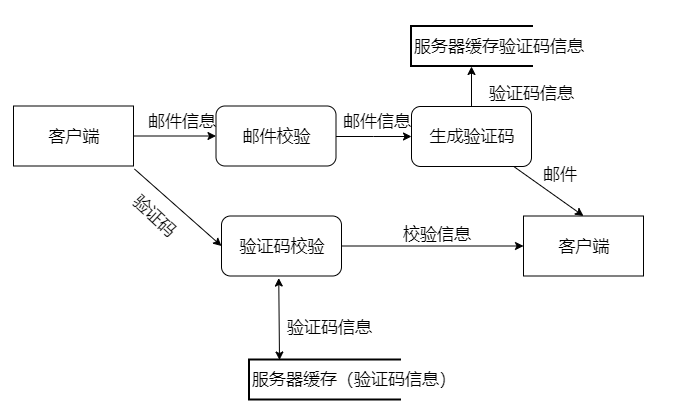 服务器缓存验证码信息
验证码信息
客户端
邮件信息
邮件校验
邮件信息
生成验证码
邮件
验证码
验证码校验
校验信息
客户端
验证码信息
服务器缓存（验证码信息）